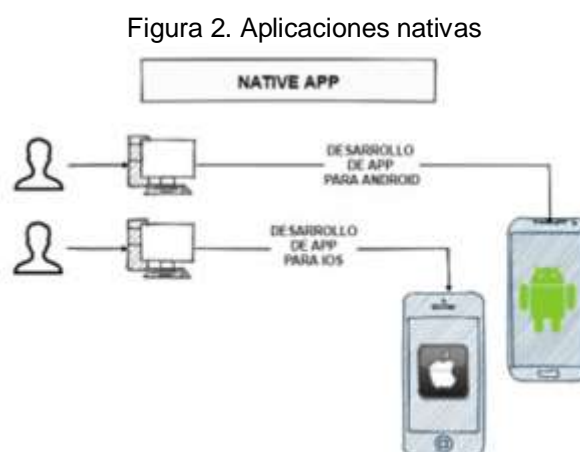 Figura 2. Aplicaciones nativas
NATIVE APP
DESARROLLO
DE APP
PARA ANDROID
DESARROLLO
DE APP
PARA IOS